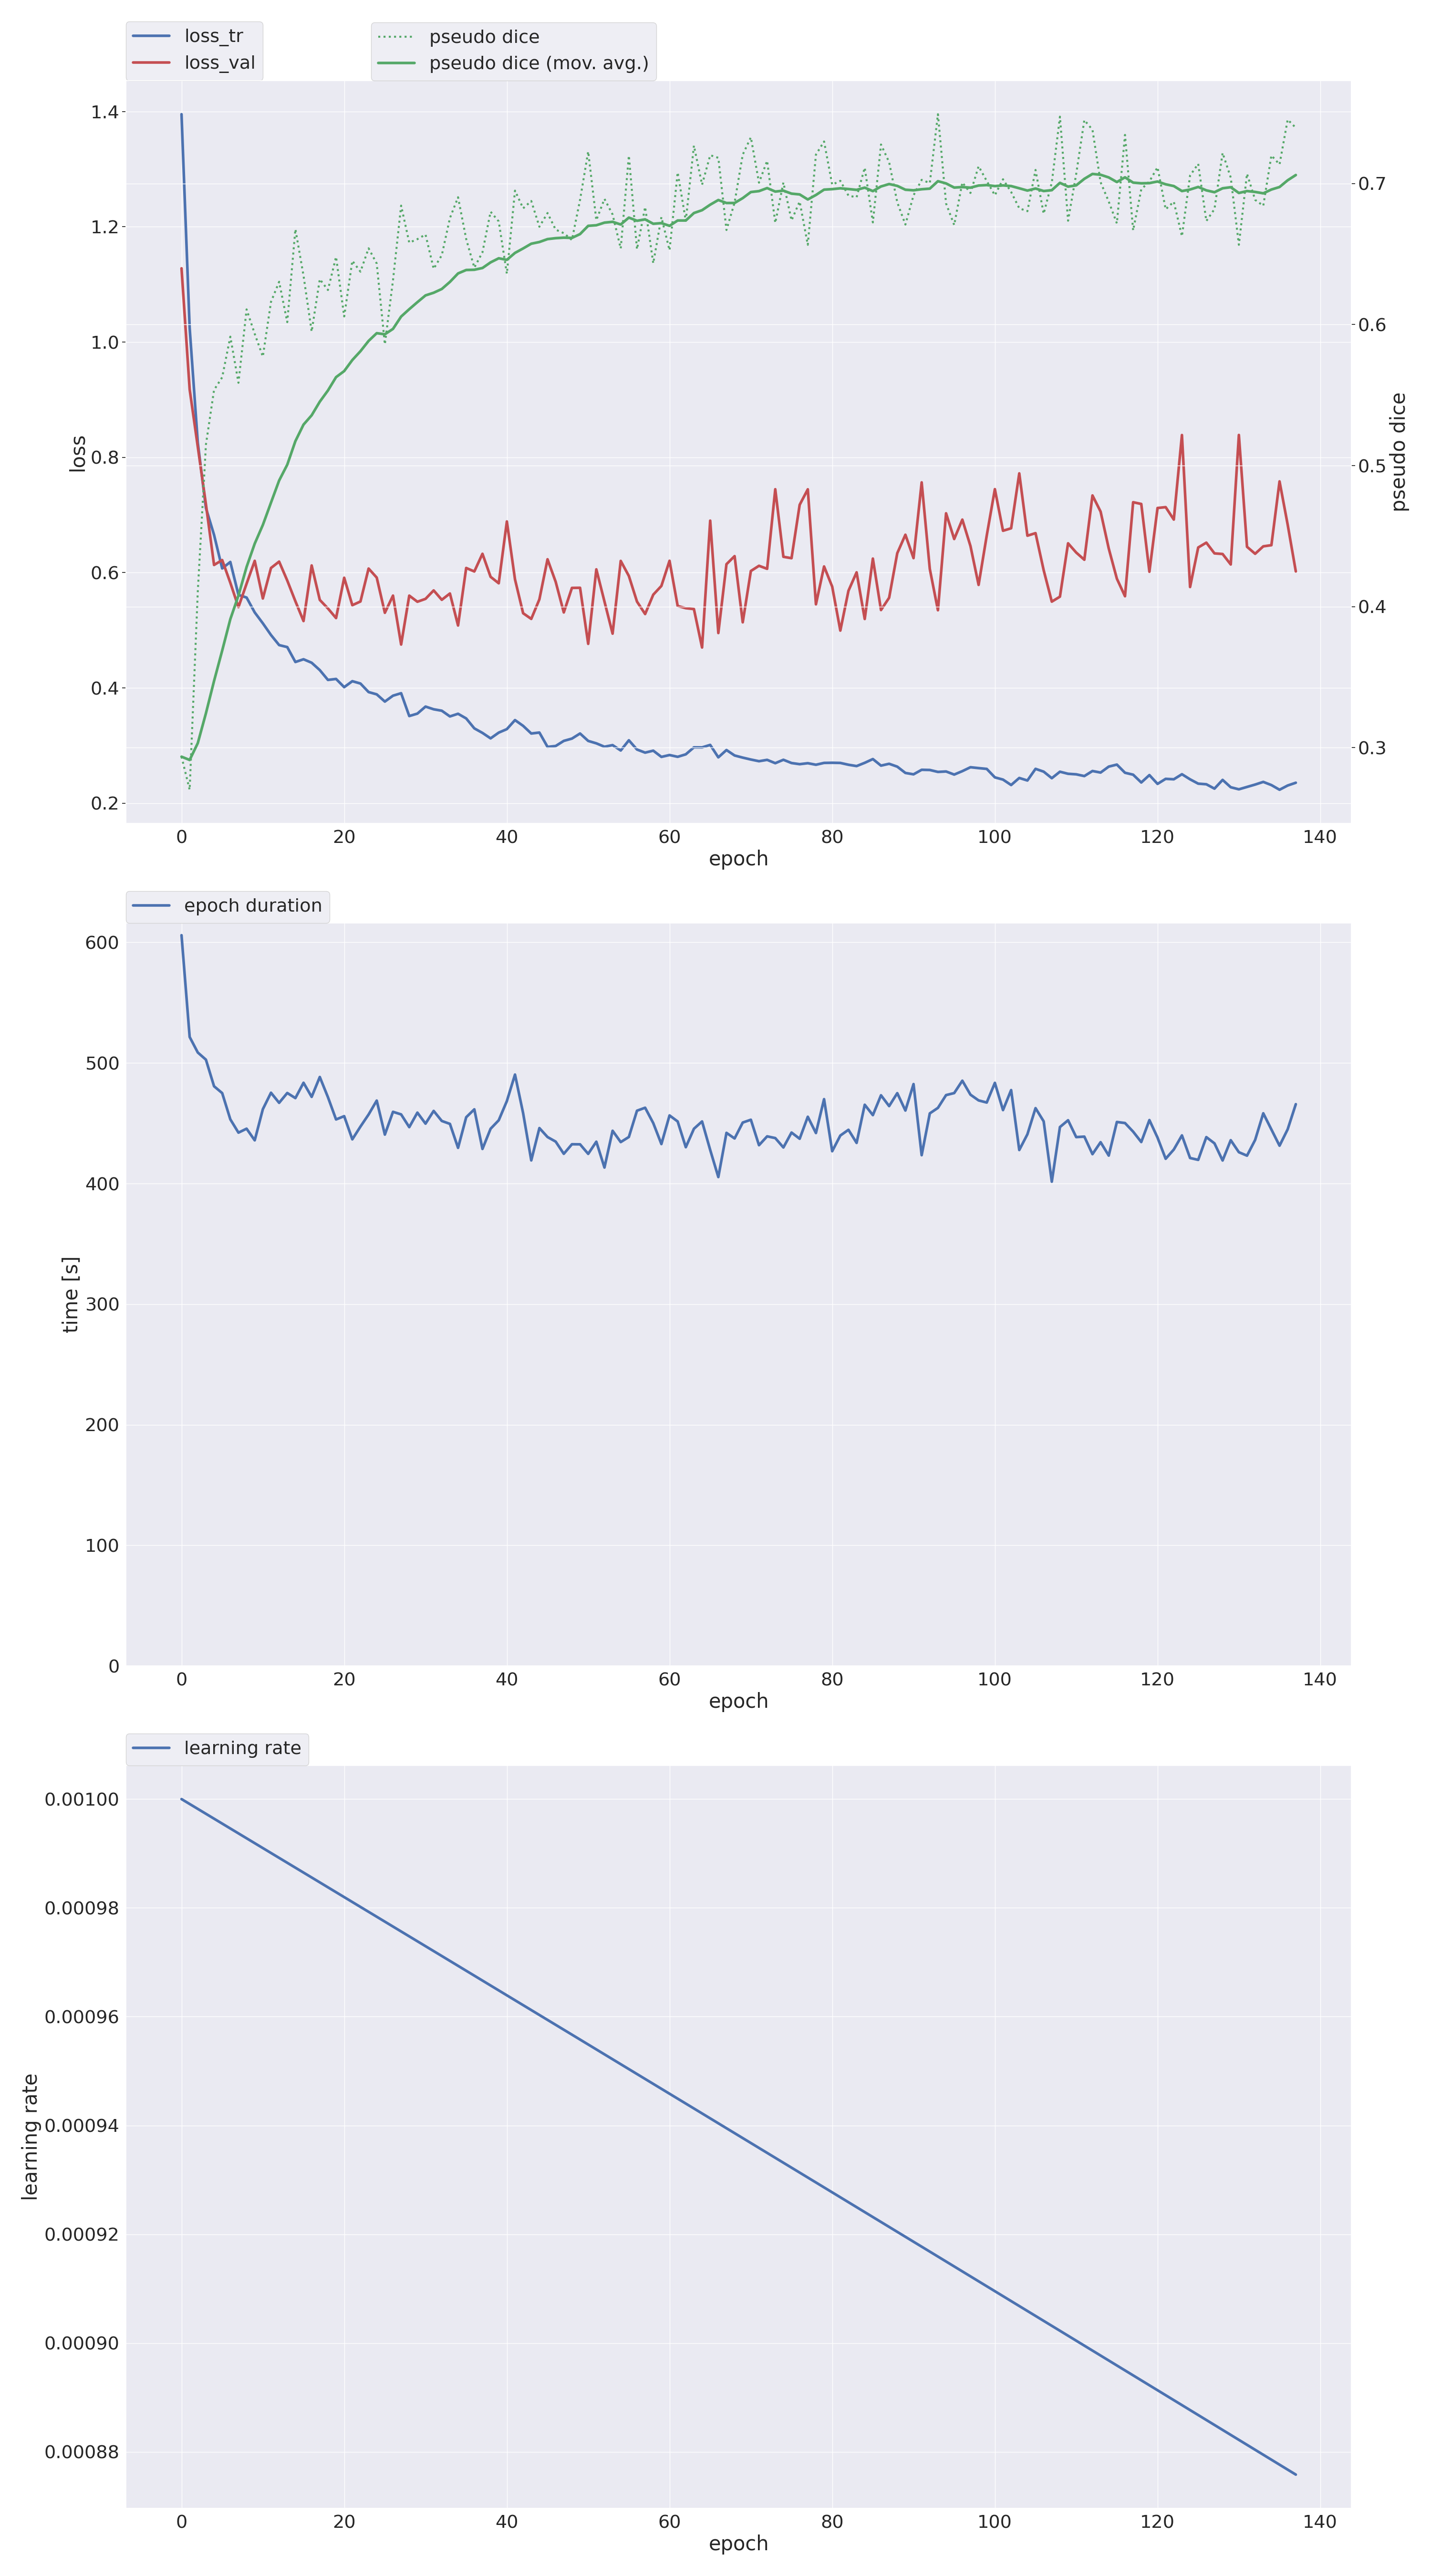 loss_tr
loss_val
pseudo dice
pseudo dice (mov. avg.)
1.4
1.2
1.0
0.8
0.6
0.4
0.2
loss
0.7
0.6
0.5
0.4
0.3
pseudo dice
0 20 40 60 80 100 120 140
epoch
epoch duration
600
500
400
300
200
100
0
time [s]
0 20 40 60 80 100 120 140
epoch
learning rate
0.00100
0.00098
0.00096
0.00094
0.00092
0.00090
0.00088
learning rate
0 20 40 60 80 100 120 140
epoch